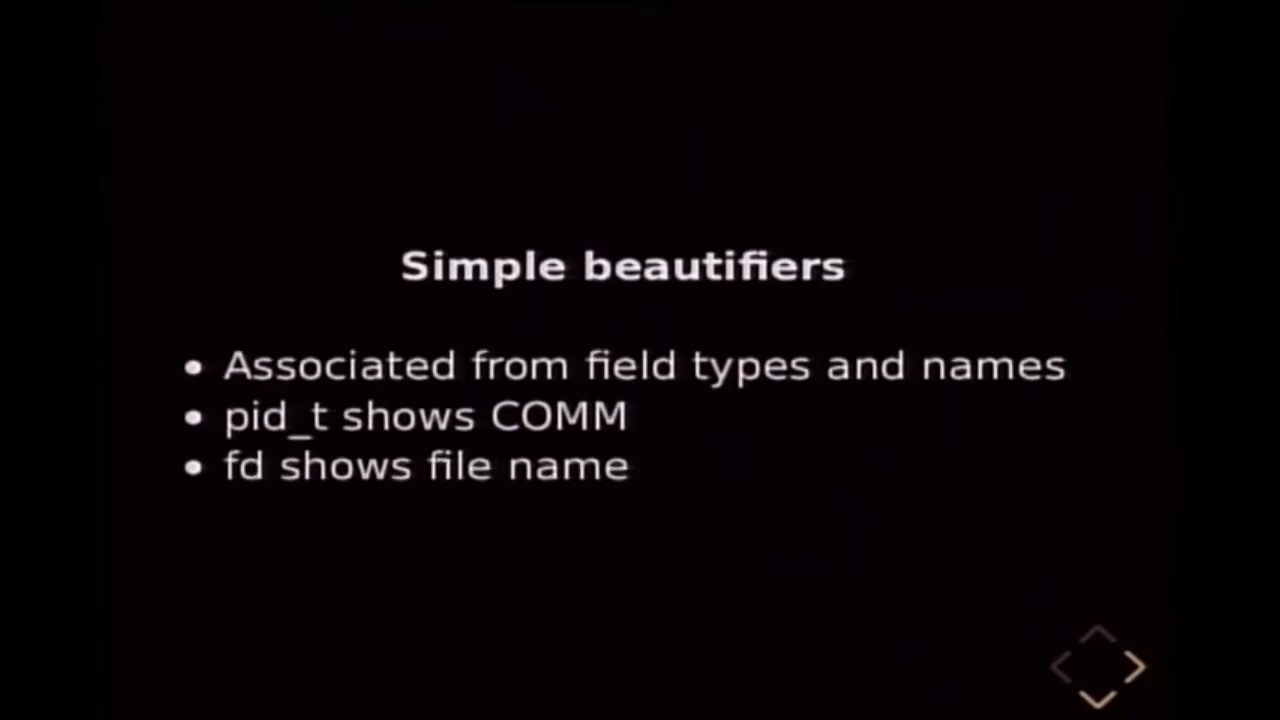 Simple beautifiers
• Associated from field types and names
• pid_t shows COMM
• fd shows file name